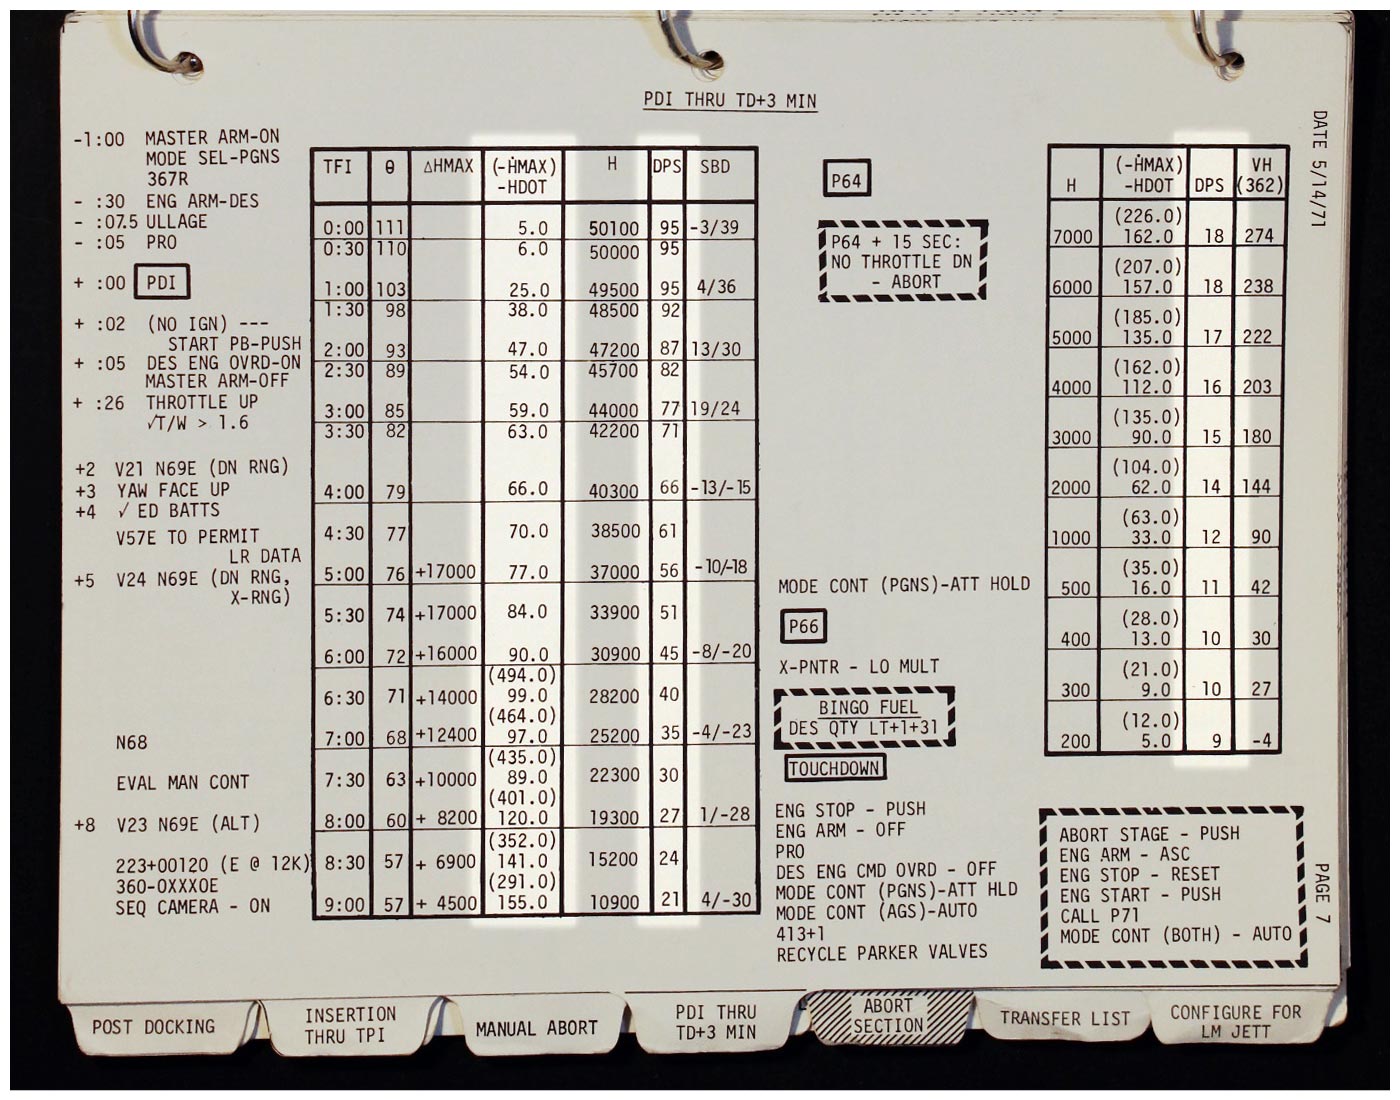 PDI THRU TD+3 MIN
DATE 5/14/71
-1:00 MASTER ARM-ON
MODE SEL-PGNS
367R
- :30 ENG ARM-DES
- :07.5 ULLAGE
- :05 PRO
+ :00 PDI
+ :02 (NO IGN) ---
START PB-PUSH
+ :05 DES ENG OVRD-ON
MASTER ARM-OFF
+ :26 THROTTLE UP
√T/W > 1.6
+2 V21 N69E (DN RNG)
+3 YAW FACE UP
+4 √ ED BATTS
V57E TO PERMIT
LR DATA
+5 V24 N69E (DN RNG,
X-RNG)
N68
EVAL MAN CONT
+8 V23 N69E (ALT)
223+00120 (E @ 12K)
360-0XXX0E
SEQ CAMERA - ON
TFI θ ΔHMAX (-ḢMAX) H DPS SBD
-HDOT
0:00 111 5.0 50100 95 -3/39
0:30 110 6.0 50000 95
1:00 103 25.0 49500 95 4/36
1:30 98 38.0 48500 92
2:00 93 47.0 47200 87 13/30
2:30 89 54.0 45700 82
3:00 85 59.0 44000 77 19/24
3:30 82 63.0 42200 71
4:00 79 66.0 40300 66 -13/-15
4:30 77 70.0 38500 61
5:00 76 +17000 77.0 37000 56 -10/-18
5:30 74 +17000 84.0 33900 51
6:00 72 +16000 90.0 30900 45 -8/-20
(494.0)
6:30 71 +14000 99.0 28200 40
(464.0)
7:00 68 +12400 97.0 25200 35 -4/-23
(435.0)
7:30 63 +10000 89.0 22300 30
(401.0)
8:00 60 + 8200 120.0 19300 27 1/-28
(352.0)
8:30 57 + 6900 141.0 15200 24
(291.0)
9:00 57 + 4500 155.0 10900 21 4/-30
P64
P64 + 15 SEC:
NO THROTTLE DN
- ABORT
MODE CONT (PGNS)-ATT HOLD
P66
X-PNTR - LO MULT
BINGO FUEL
DES QTY LT+1+31
TOUCHDOWN
ENG STOP - PUSH
ENG ARM - OFF
PRO
DES ENG CMD OVRD - OFF
MODE CONT (PGNS)-ATT HLD
MODE CONT (AGS)-AUTO
413+1
RECYCLE PARKER VALVES
(-ḢMAX) VH
H -HDOT DPS (362)
(226.0)
7000 162.0 18 274
(207.0)
6000 157.0 18 238
(185.0)
5000 135.0 17 222
(162.0)
4000 112.0 16 203
(135.0)
3000 90.0 15 180
(104.0)
2000 62.0 14 144
(63.0)
1000 33.0 12 90
(35.0)
500 16.0 11 42
(28.0)
400 13.0 10 30
(21.0)
300 9.0 10 27
(12.0)
200 5.0 9 -4
ABORT STAGE - PUSH
ENG ARM - ASC
ENG STOP - RESET
ENG START - PUSH
CALL P71
MODE CONT (BOTH) - AUTO
PAGE 7
POST DOCKING
INSERTION
THRU TPI
MANUAL ABORT
PDI THRU
TD+3 MIN
ABORT
SECTION
TRANSFER LIST
CONFIGURE FOR
LM JETT